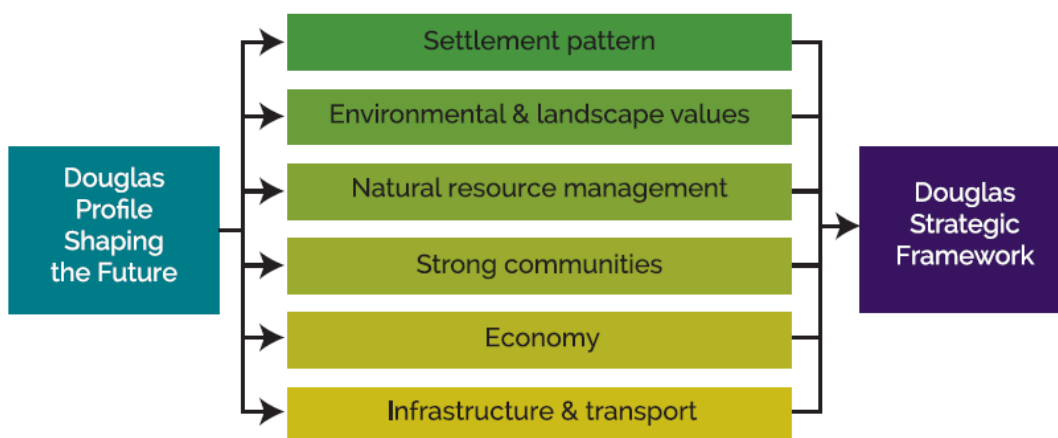 Douglas
Profile
Shaping
the Future
Settlement pattern
Environmental & landscape values
Natural resource management
Strong communities
Economy
Infrastructure & transport
Douglas
Strategic
Framework